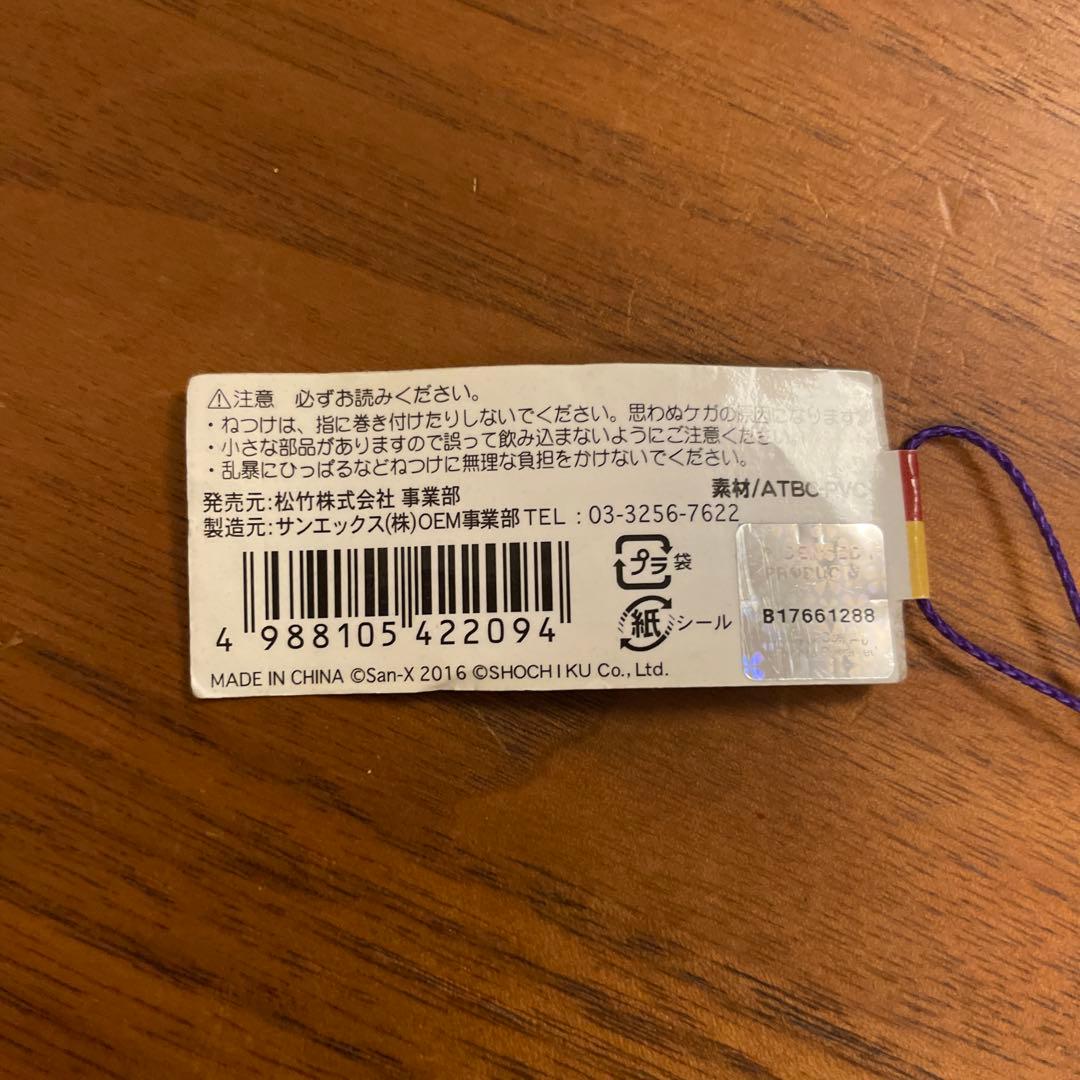 ⚠注意 必ずお読みください。
・ねつけは、指に巻き付けたりしないでください。思わぬケガの原因になります。
・小さな部品がありますので誤って飲み込まないようにご注意ください。
・乱暴にひっぱるなどねつけに無理な負担をかけないでください。
素材/ATBC-PVC
発売元:松竹株式会社 事業部
製造元:サンエックス(株)OEM事業部TEL:03-3256-7622
プラ 袋
紙 シール
LICENSED
PRODUCT
B17661288
4 988105 422094
MADE IN CHINA ©San-X 2016 ©SHOCHIKU Co., Ltd.